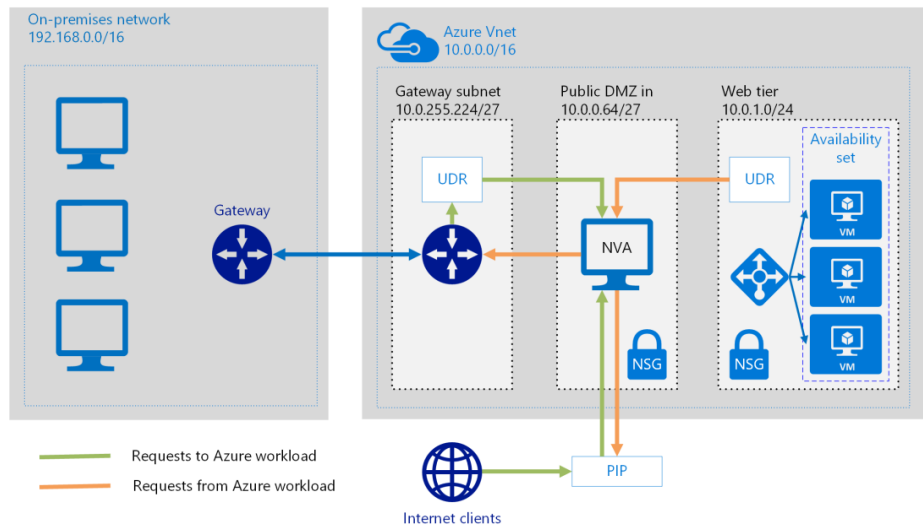 On-premises network
192.168.0.0/16
Gateway
Azure Vnet
10.0.0.0/16
Gateway subnet
10.0.255.224/27
UDR
Public DMZ in
10.0.0.64/27
NVA
NSG
Web tier
10.0.1.0/24
UDR
NSG
Availability
set
VM
VM
VM
Requests to Azure workload
Requests from Azure workload
Internet clients
PIP